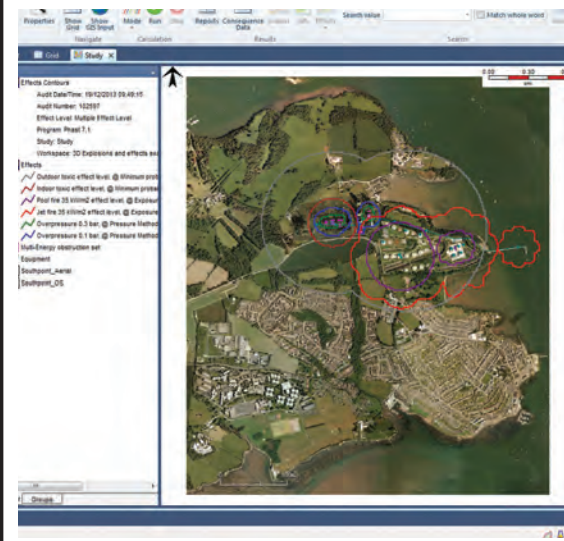 Properties Show Grid Show GIS Input Mode Run Reports Consequence Data
Search value Match whole word
Navigate Calculation Results Search
Grid Study X
0.00 0.30
Effects Contours
Audit Date/Time: 19/12/2013 09:49:15
Audit Number: 102597
Effect Level: Multiple Effect Level
Program: Phast 7.1
Study: Study
Workspace: 3D Explosions and effects
Effects
Outdoor toxic effect level, @ Minimum
Indoor toxic effect level, @ Minimum
Pool fire 35 kW/m2 effect level, @ Exposure
Jet fire 35 kW/m2 effect level, @ Exposure
Overpressure 0.3 bar, @ Pressure Method
Overpressure 0.1 bar, @ Pressure Method
Multi-Energy obstruction set
Equipment
Southpoint_Aerial
Southpoint_OS
Groups